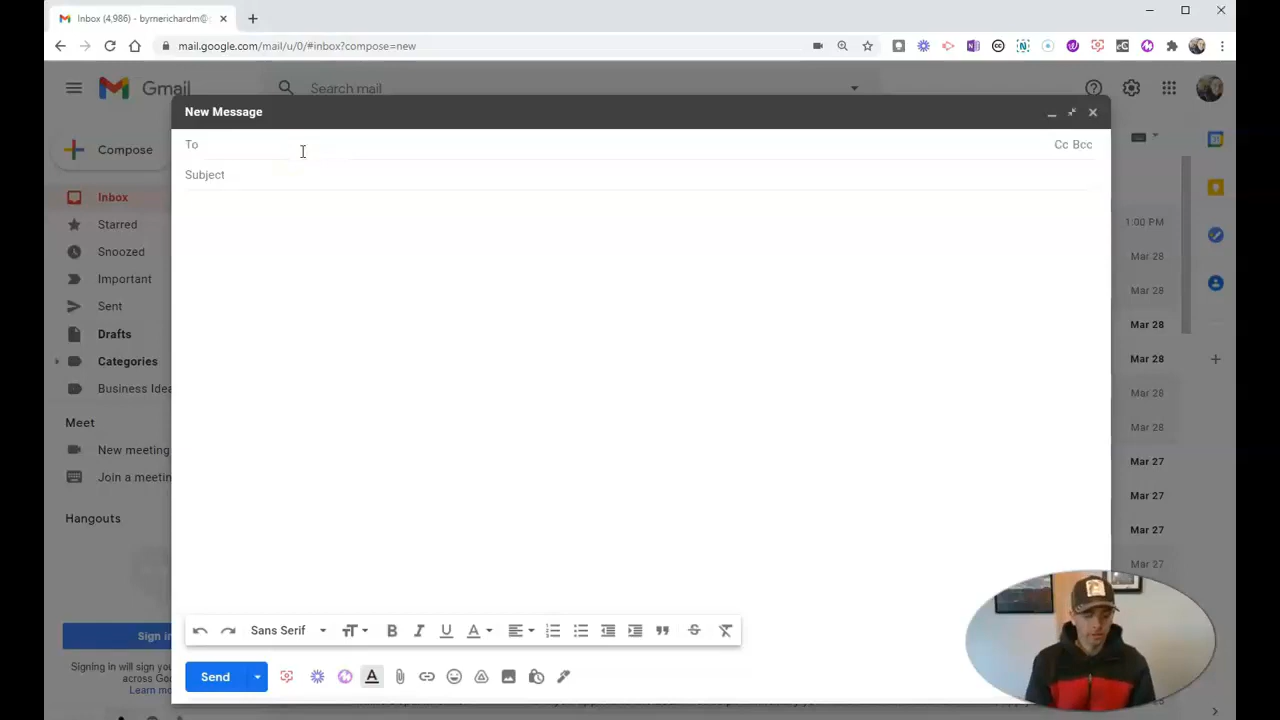 Inbox (4,986) - byrnerichardm@
mail.google.com/mail/u/0/#inbox?compose=new
Gmail
Search mail
New Message
To
Cc Bcc
Subject
Compose
Inbox
Starred
Snoozed
Important
Sent
Drafts
Categories
Business Idea
Meet
New meeting
Join a meetin
Hangouts
Sign in
Signing in will sign you
across Goo
Learn mo
1:00 PM
Mar 28
Mar 28
Mar 28
Mar 28
Mar 28
Mar 28
Mar 27
Mar 27
Mar 27
Mar 27
Sans Serif
Send